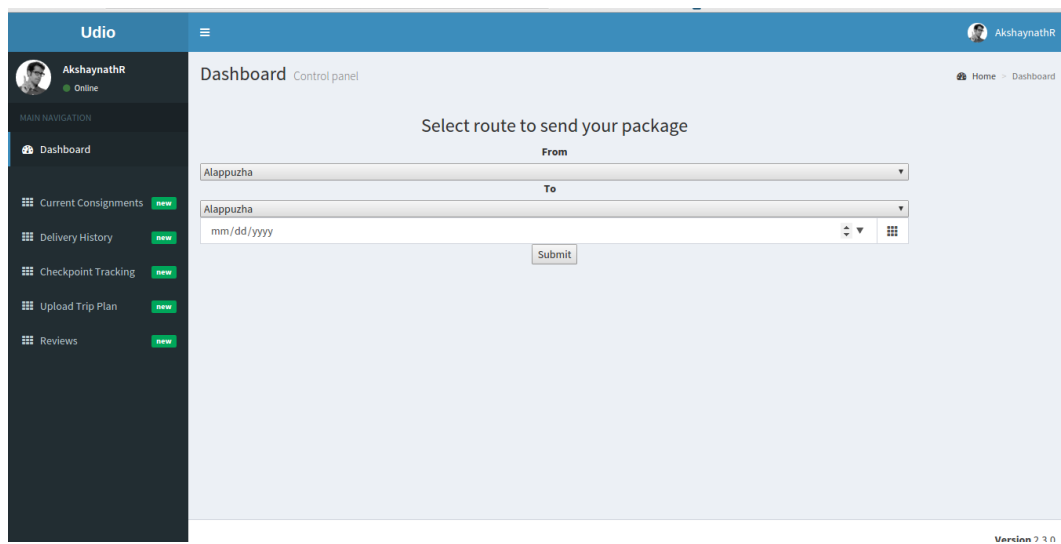 Udio
AkshaynathR
AkshaynathR
Online
MAIN NAVIGATION
Dashboard
Current Consignments new
Delivery History new
Checkpoint Tracking new
Upload Trip Plan new
Reviews new
Dashboard Control panel
Home > Dashboard
Select route to send your package
From
Alappuzha
To
Alappuzha
mm/dd/yyyy
Submit
Version 2.3.0